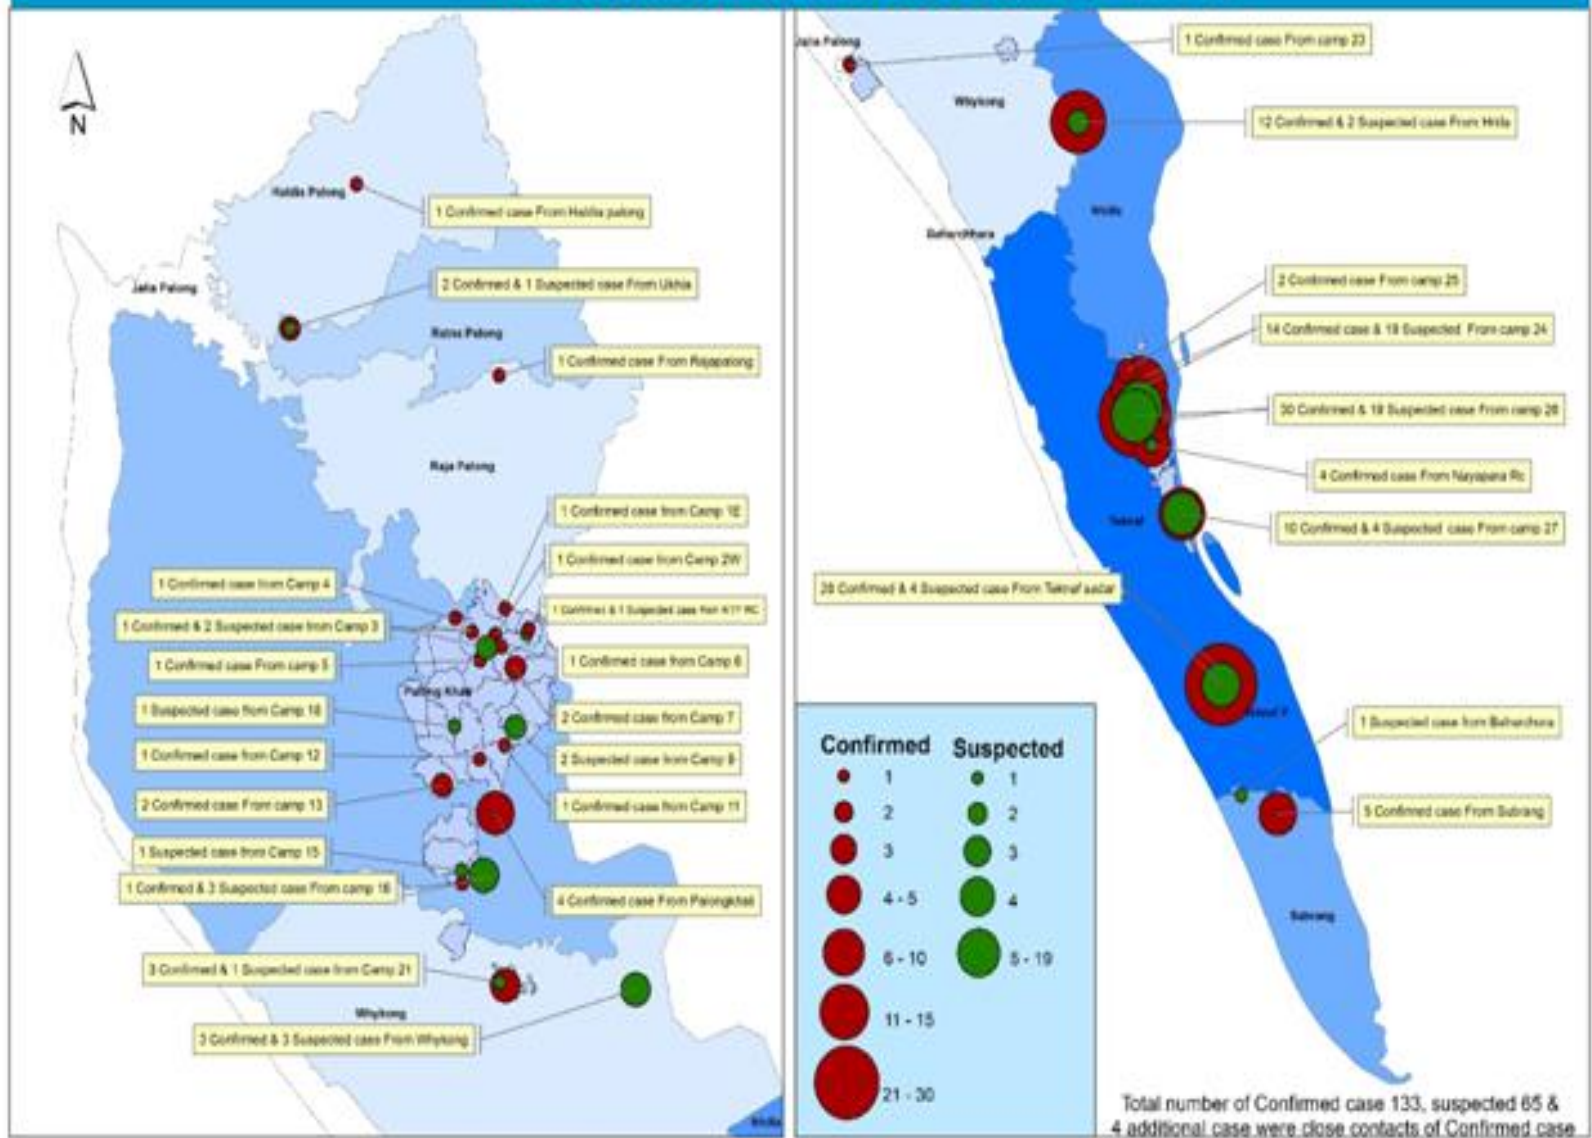 N
Haldia Palong
1 Confirmed case From Haldia palong
Jalia Palong
2 Confirmed & 1 Suspected case From Ukhia
Ratna Palong
1 Confirmed case From Rajapalong
Raja Palong
1 Confirmed case from Camp 1E
1 Confirmed case from Camp 2W
1 Confirmed case from Camp 4
1 Confirmed & 1 Suspected case from KTP RC
1 Confirmed & 2 Suspected case from Camp 3
1 Confirmed case From camp 5
1 Confirmed case from Camp 6
Palong Khali
1 Suspected case from Camp 18
2 Confirmed case from Camp 7
1 Confirmed case from Camp 12
2 Suspected case from Camp 9
2 Confirmed case From camp 13
1 Confirmed case from Camp 11
1 Suspected case from Camp 15
1 Confirmed & 3 Suspected case From camp 16
4 Confirmed case From Palongkhali
3 Confirmed & 1 Suspected case from Camp 21
Whykong
3 Confirmed & 3 Suspected case From Whykong
Jalia Palong
1 Confirmed case From camp 23
Whykong
12 Confirmed & 2 Suspected case From Hnila
Hnila
Baharchhara
2 Confirmed case From camp 25
14 Confirmed case & 19 Suspected From camp 24
30 Confirmed & 19 Suspected case From camp 26
4 Confirmed case From Nayapara Rc
Teknaf
10 Confirmed & 4 Suspected case From camp 27
28 Confirmed & 4 Suspected case From Teknaf sadar
1 Suspected case from Baharchora
5 Confirmed case From Subrang
Subrang
Confirmed Suspected
1 1
2 2
3 3
4 - 5 4
6 - 10 5 - 19
11 - 15
21 - 30
Total number of Confirmed case 133, suspected 65 &
4 additional case were close contacts of Confirmed case